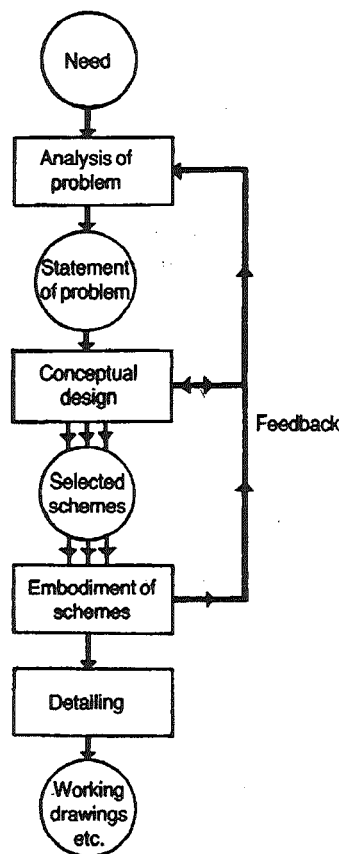 Need
Analysis of
problem
Statement
of problem
Conceptual
design
Feedback
Selected
schemes
Embodiment of
schemes
Detailing
Working
drawings
etc.